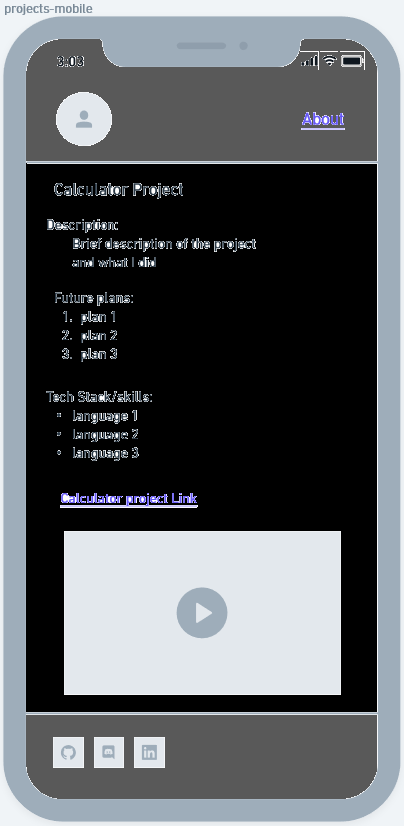 projects-mobile
3:03
About
Calculator Project
Description:
Brief description of the project
and what I did
Future plans:
1. plan 1
2. plan 2
3. plan 3
Tech Stack/skills:
• language 1
• language 2
• language 3
Calculator project Link